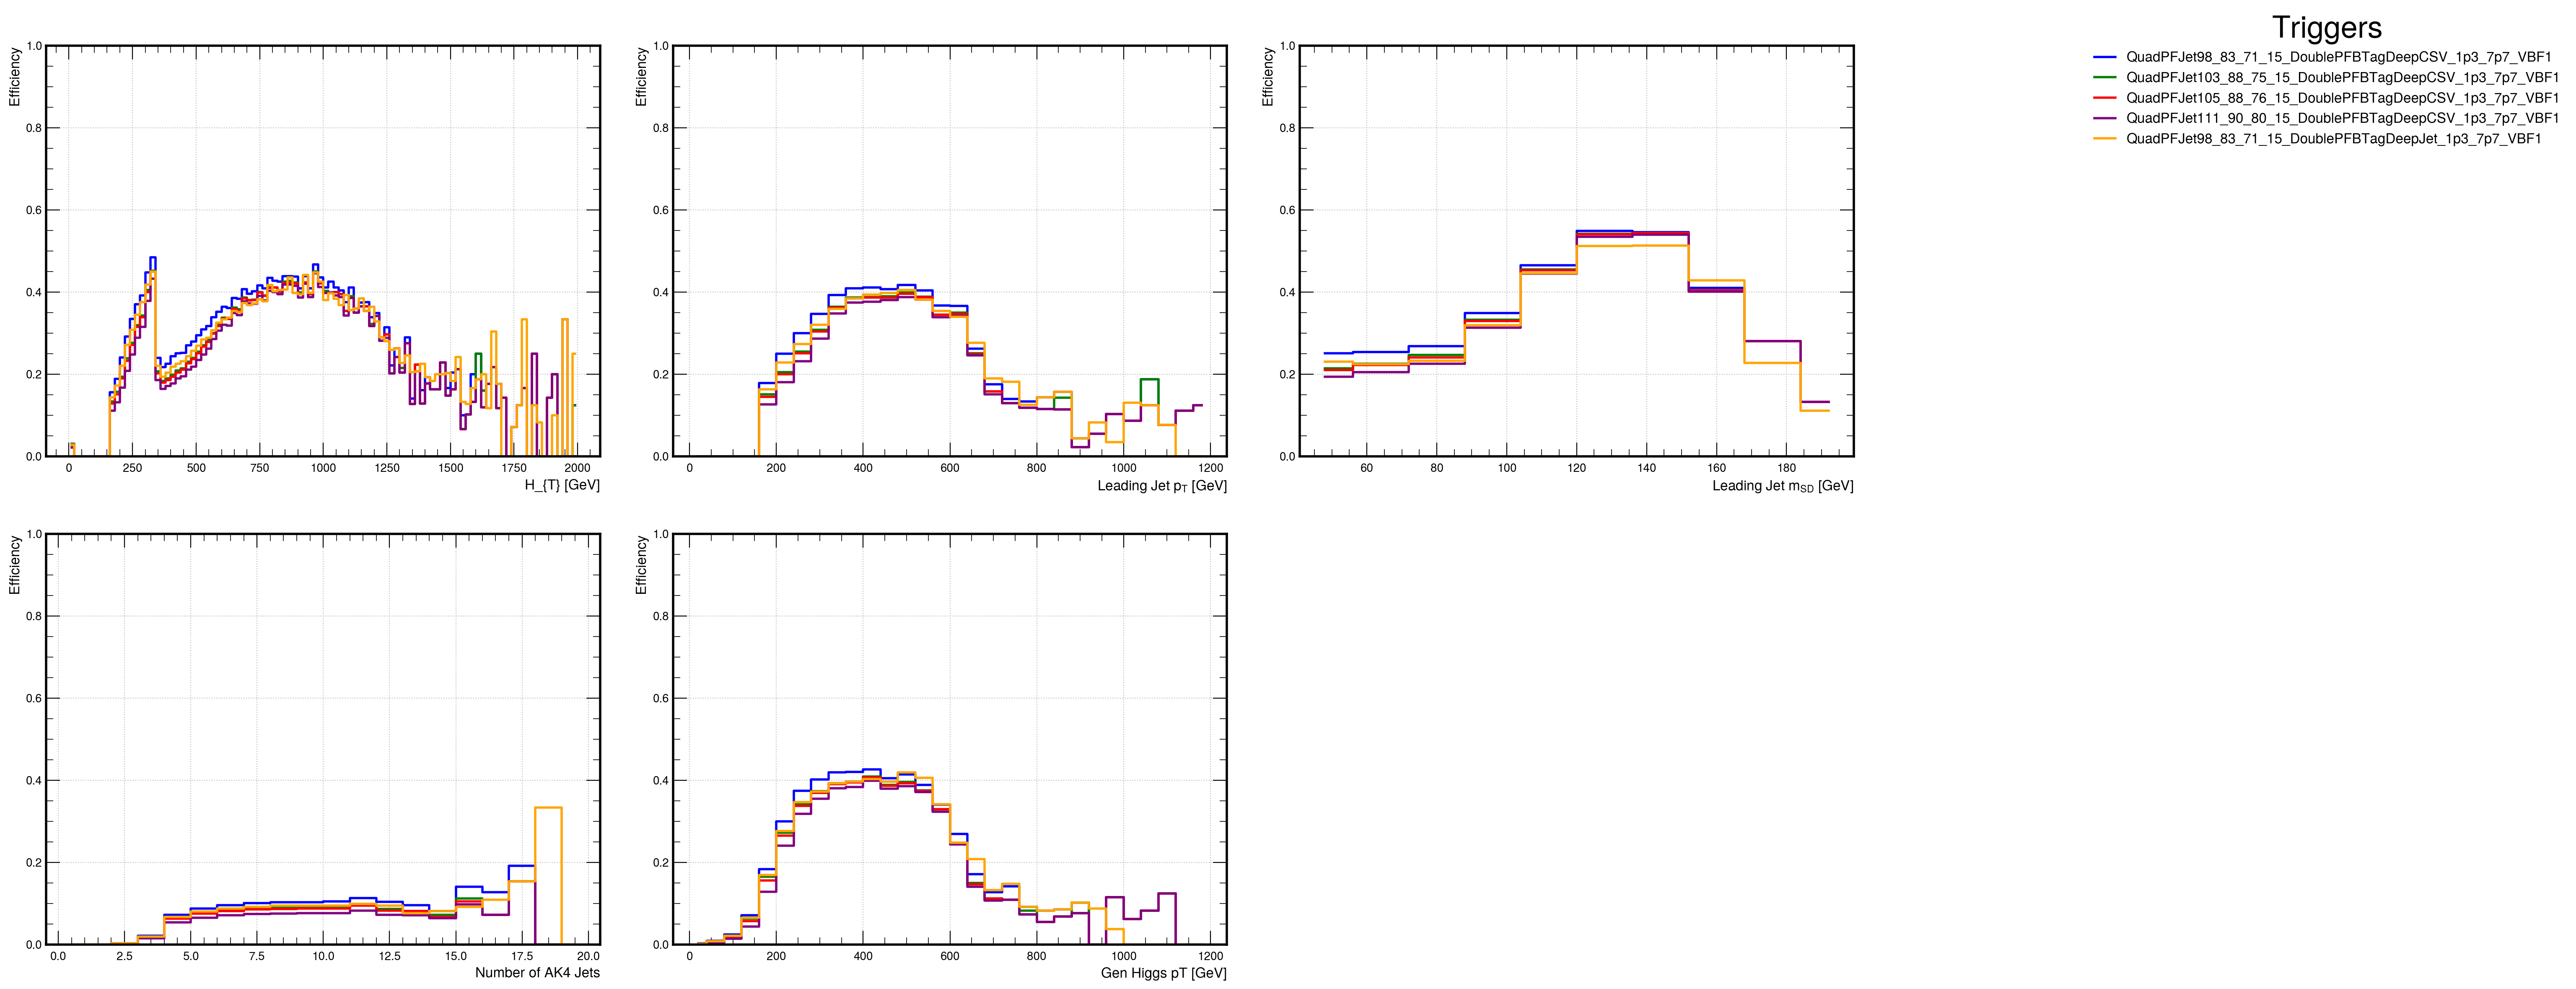 Triggers
QuadPFJet98_83_71_15_DoublePFBTagDeepCSV_1p3_7p7_VBF1
QuadPFJet103_88_75_15_DoublePFBTagDeepCSV_1p3_7p7_VBF1
QuadPFJet105_88_76_15_DoublePFBTagDeepCSV_1p3_7p7_VBF1
QuadPFJet111_90_80_15_DoublePFBTagDeepCSV_1p3_7p7_VBF1
QuadPFJet98_83_71_15_DoublePFBTagDeepJet_1p3_7p7_VBF1
Efficiency
1.0
0.8
0.6
0.4
0.2
0.0
0 250 500 750 1000 1250 1500 1750 2000
H_{T} [GeV]
Efficiency
1.0
0.8
0.6
0.4
0.2
0.0
0 200 400 600 800 1000 1200
Leading Jet pT [GeV]
Efficiency
1.0
0.8
0.6
0.4
0.2
0.0
60 80 100 120 140 160 180
Leading Jet mSD [GeV]
Efficiency
1.0
0.8
0.6
0.4
0.2
0.0
0.0 2.5 5.0 7.5 10.0 12.5 15.0 17.5 20.0
Number of AK4 Jets
Efficiency
1.0
0.8
0.6
0.4
0.2
0.0
0 200 400 600 800 1000 1200
Gen Higgs pT [GeV]